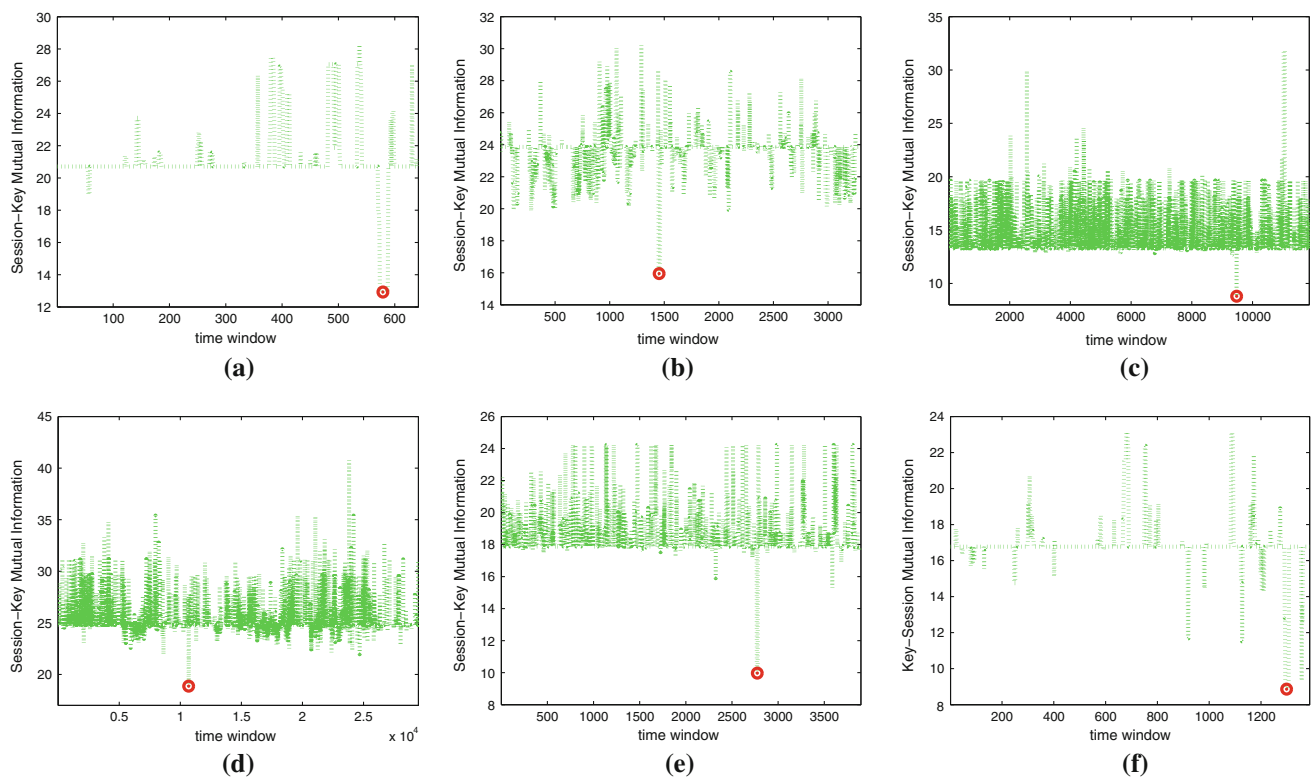 30
28
26
24
22
20
18
16
14
12
Session–Key Mutual Information
100 200 300 400 500 600
time window
(a)
32
30
28
26
24
22
20
18
16
14
Session–Key Mutual Information
500 1000 1500 2000 2500 3000
time window
(b)
35
30
25
20
15
10
Session–Key Mutual Information
2000 4000 6000 8000 10000
time window
(c)
45
40
35
30
25
20
Session–Key Mutual Information
0.5 1 1.5 2 2.5
x 10⁴
time window
(d)
26
24
22
20
18
16
14
12
10
8
Session–Key Mutual Information
500 1000 1500 2000 2500 3000 3500
time window
(e)
24
22
20
18
16
14
12
10
8
Key–Session Mutual Information
200 400 600 800 1000 1200
time window
(f)